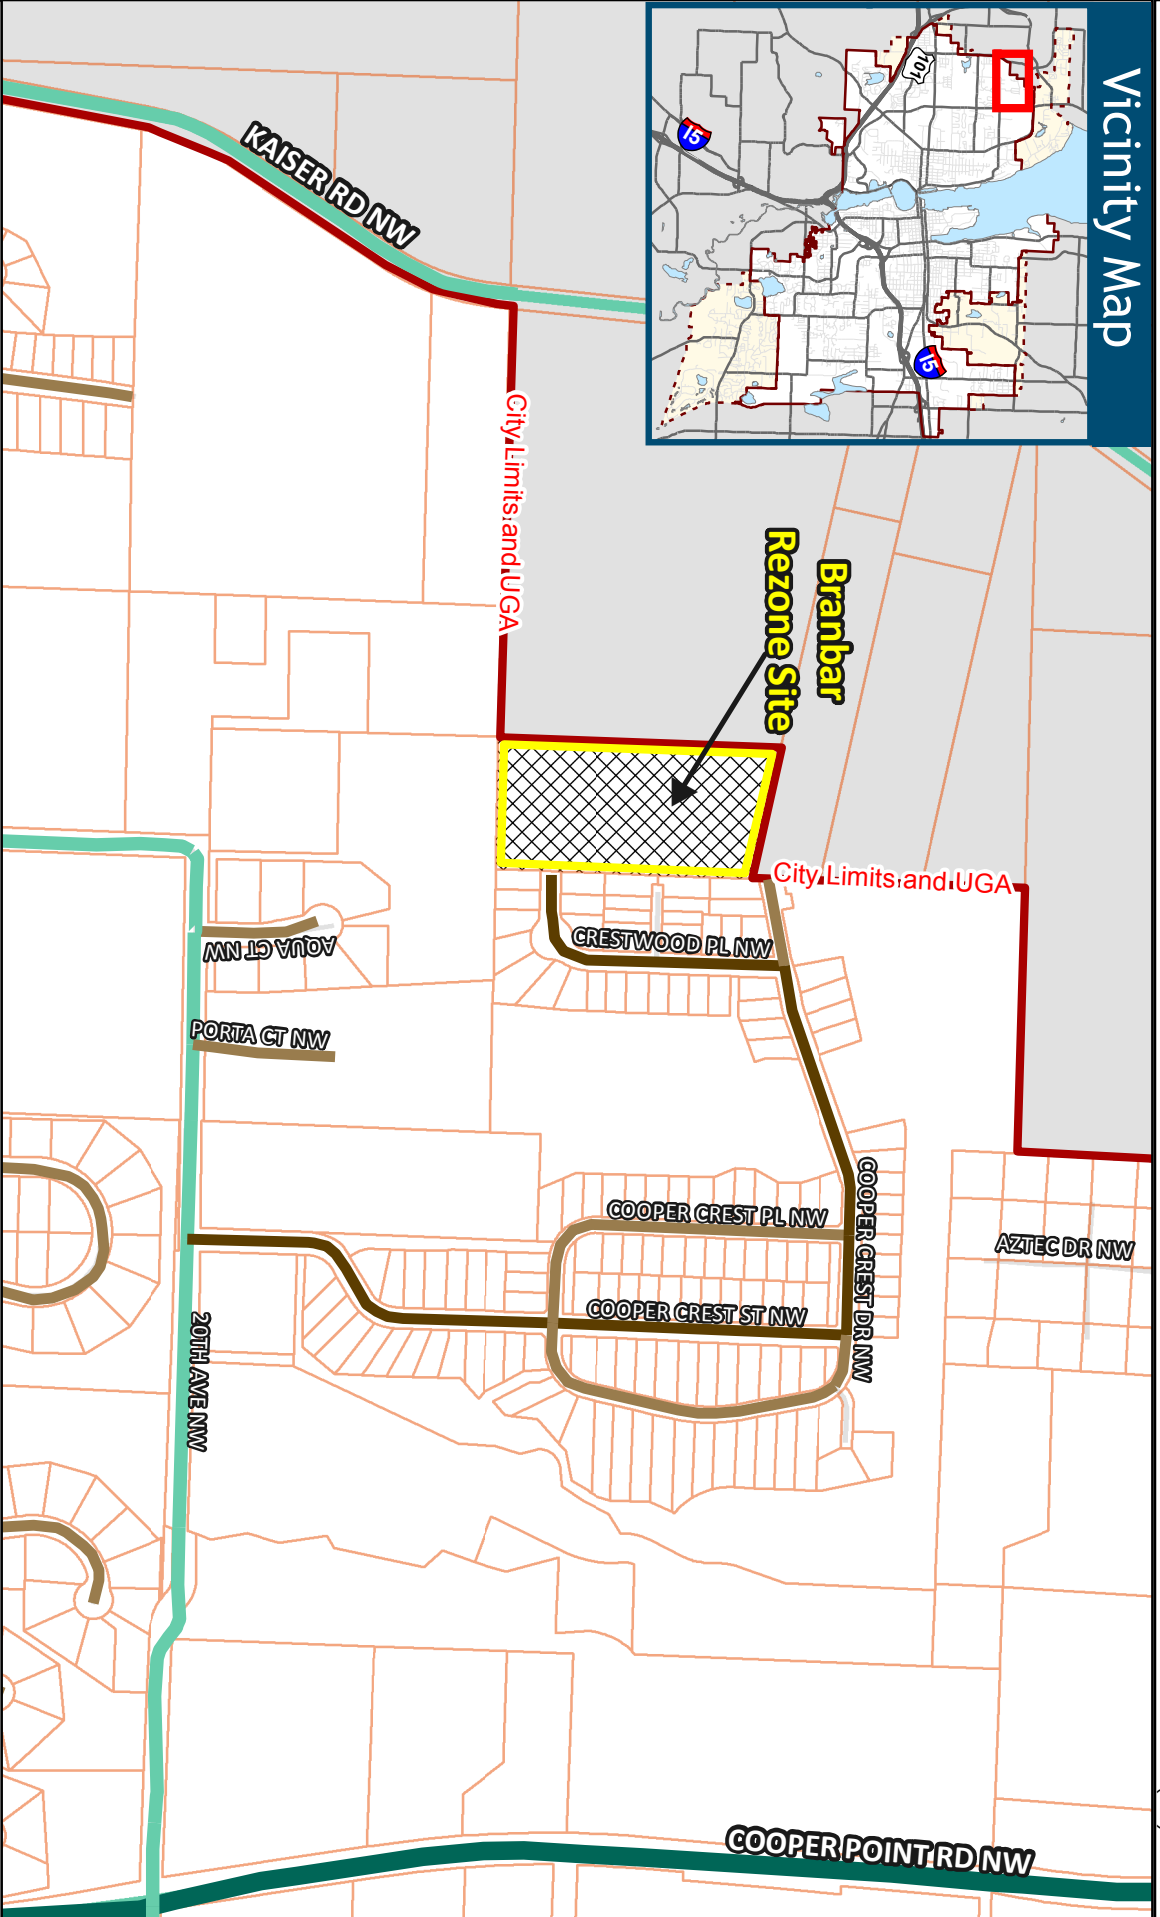 Vicinity Map
101
15
15
KAISER RD NW
City Limits and UGA
Branbar
Rezone Site
City Limits and UGA
CRESTWOOD PL NW
AQUA CT NW
PORTA CT NW
COOPER CREST PL NW
COOPER CREST DR NW
AZTEC DR NW
COOPER CREST ST NW
20TH AVE NW
COOPER POINT RD NW